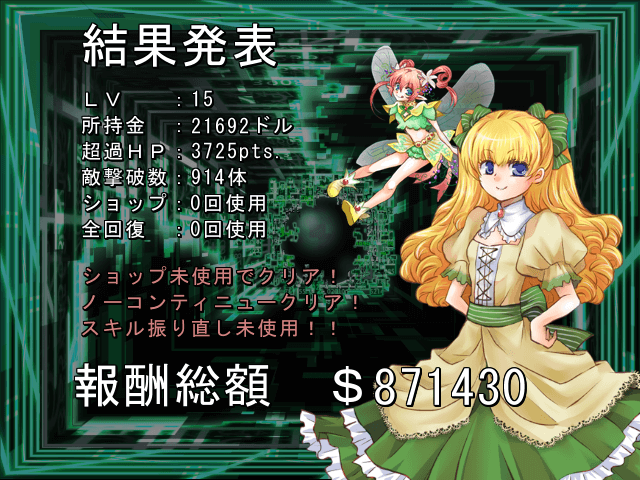 結果発表
ＬＶ　　：15
所持金　：21692ドル
超過ＨＰ：3725pts.
敵撃破数：914体
ショップ：0回使用
全回復　：0回使用
ショップ未使用でクリア！
ノーコンティニュークリア！
スキル振り直し未使用！！
報酬総額　＄871430